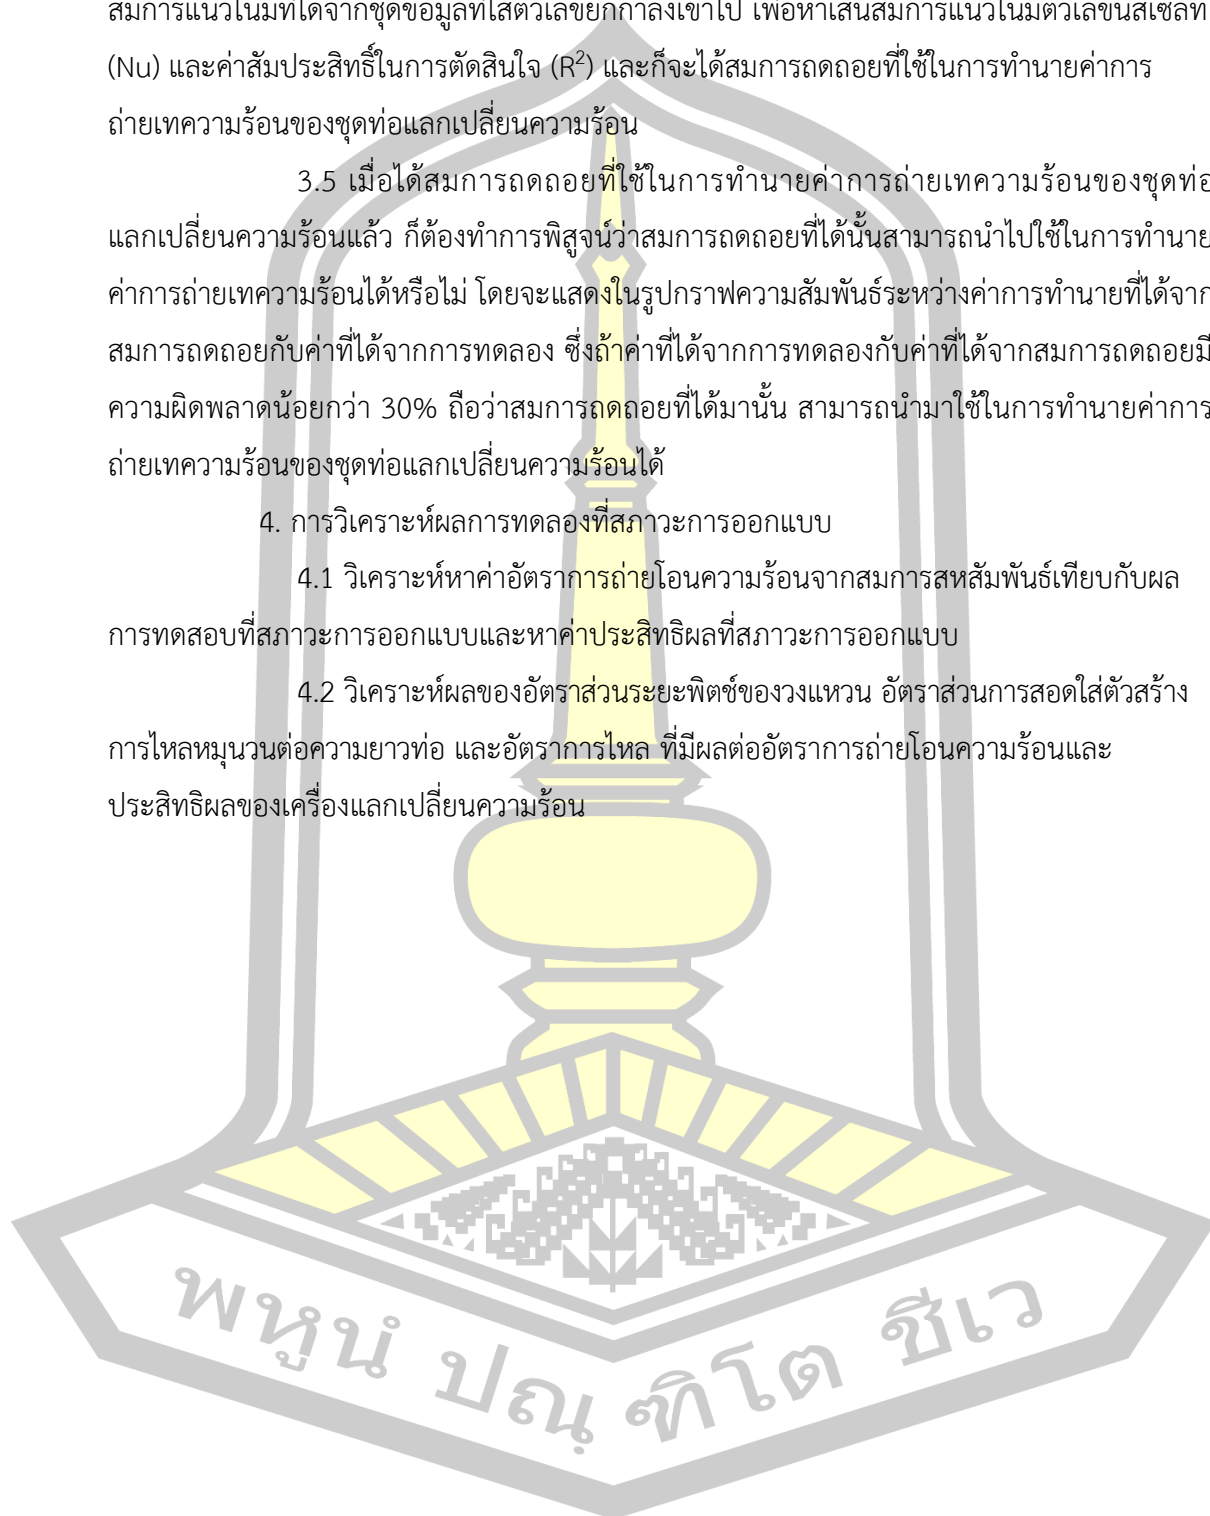 สมการแนวโน้มที่ได้จากชุดข้อมูลที่ใส่ตัวเลขยกกำลังเข้าไป เพื่อหาเส้นสมการแนวโน้มตัวเลขนัสเซิลท์
(Nu) และค่าสัมประสิทธิ์ในการตัดสินใจ (R²) และก็จะได้สมการถดถอยที่ใช้ในการทำนายค่าการ
ถ่ายเทความร้อนของชุดท่อแลกเปลี่ยนความร้อน
3.5 เมื่อได้สมการถดถอยที่ใช้ในการทำนายค่าการถ่ายเทความร้อนของชุดท่อ
แลกเปลี่ยนความร้อนแล้ว ก็ต้องทำการพิสูจน์ว่าสมการถดถอยที่ได้นั้นสามารถนำไปใช้ในการทำนาย
ค่าการถ่ายเทความร้อนได้หรือไม่ โดยจะแสดงในรูปกราฟความสัมพันธ์ระหว่างค่าการทำนายที่ได้จาก
สมการถดถอยกับค่าที่ได้จากการทดลอง ซึ่งถ้าค่าที่ได้จากการทดลองกับค่าที่ได้จากสมการถดถอยมี
ความผิดพลาดน้อยกว่า 30% ถือว่าสมการถดถอยที่ได้มานั้น สามารถนำมาใช้ในการทำนายค่าการ
ถ่ายเทความร้อนของชุดท่อแลกเปลี่ยนความร้อนได้
4. การวิเคราะห์ผลการทดลองที่สภาวะการออกแบบ
4.1 วิเคราะห์หาค่าอัตราการถ่ายโอนความร้อนจากสมการสหสัมพันธ์เทียบกับผล
การทดสอบที่สภาวะการออกแบบและหาค่าประสิทธิผลที่สภาวะการออกแบบ
4.2 วิเคราะห์ผลของอัตราส่วนระยะพิตช์ของวงแหวน อัตราส่วนการสอดใส่ตัวสร้าง
การไหลหมุนวนต่อความยาวท่อ และอัตราการไหล ที่มีผลต่ออัตราการถ่ายโอนความร้อนและ
ประสิทธิผลของเครื่องแลกเปลี่ยนความร้อน
พหูนํ ปณฺฑิโต ชีเว